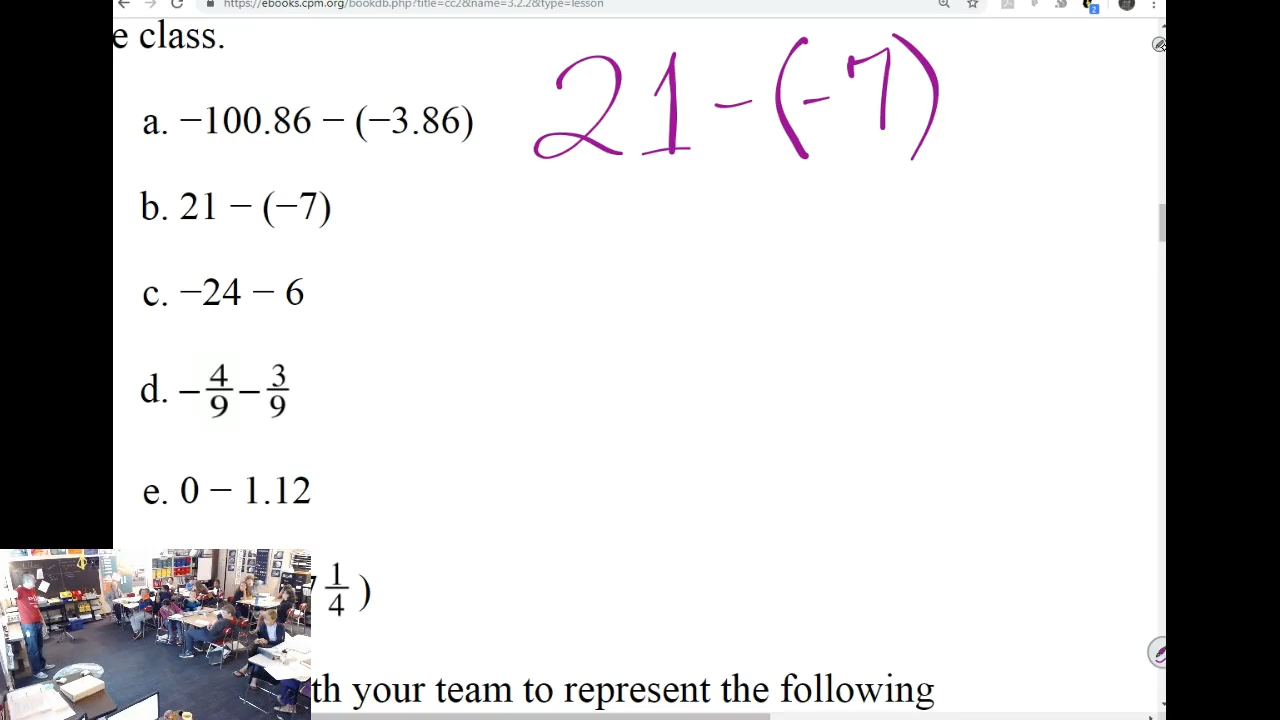 https://ebooks.cpm.org/bookdb.php?title=cc2&name=3.2.2&type=lesson
2
e class.
21 - (-7)
a. −100.86 − (−3.86)
b. 21 − (−7)
c. −24 − 6
d. −4/9 − 3/9
e. 0 − 1.12
1/4 )
th your team to represent the following